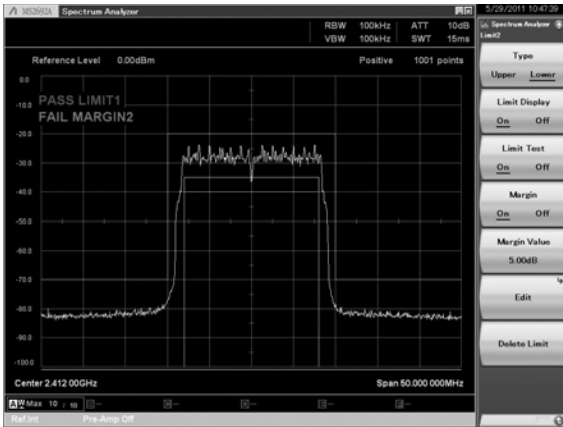 MS2692A Spectrum Analyzer
5/29/2011 10:47:39
RBW 100kHz ATT 10dB
VBW 100kHz SWT 15ms
Reference Level 0.00dBm Positive 1001 points
0.0
-10.0
-20.0
-30.0
-40.0
-50.0
-60.0
-70.0
-80.0
-90.0
-100.0
PASS LIMIT1
FAIL MARGIN2
Center 2.412 00GHz Span 50.000 000MHz
Max 10 / 10
Ref.Int Pre-Amp Off
Spectrum Analyzer
Limit2
Type
Upper Lower
Limit Display
On Off
Limit Test
On Off
Margin
On Off
Margin Value
5.00dB
Edit
Delete Limit